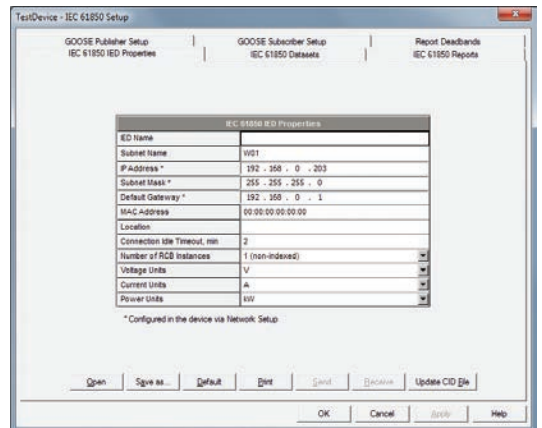 TestDevice - IEC 61850 Setup
GOOSE Publisher Setup | GOOSE Subscriber Setup | Report Deadbands
IEC 61850 IED Properties | IEC 61850 Datasets | IEC 61850 Reports
IEC 61850 IED Properties
IED Name
Subnet Name W01
IP Address * 192 . 168 . 0 . 203
Subnet Mask * 255 . 255 . 255 . 0
Default Gateway * 192 . 168 . 0 . 1
MAC Address 00:00:00:00:00:00
Location
Connection Idle Timeout, min 2
Number of RCB Instances 1 (non-indexed)
Voltage Units V
Current Units A
Power Units kW
* Configured in the device via Network Setup
Open Save as... Default Print Send Receive Update CID File
OK Cancel Apply Help